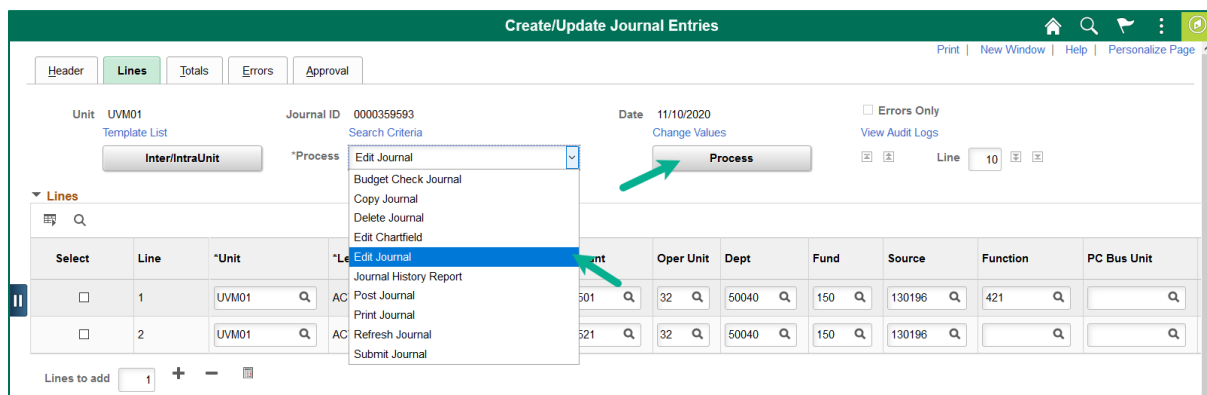 Create/Update Journal Entries
Print | New Window | Help | Personalize Page
Header Lines Totals Errors Approval
Unit UVM01 Journal ID 0000359593 Date 11/10/2020 Errors Only
Template List Search Criteria Change Values View Audit Logs
Inter/IntraUnit *Process Edit Journal Process Line 10
Budget Check Journal
Copy Journal
Delete Journal
Edit Chartfield
Edit Journal
Journal History Report
Post Journal
Print Journal
Refresh Journal
Submit Journal
Lines
Select Line *Unit Oper Unit Dept Fund Source Function PC Bus Unit
1 UVM01 32 50040 150 130196 421
2 UVM01 32 50040 150 130196
Lines to add 1